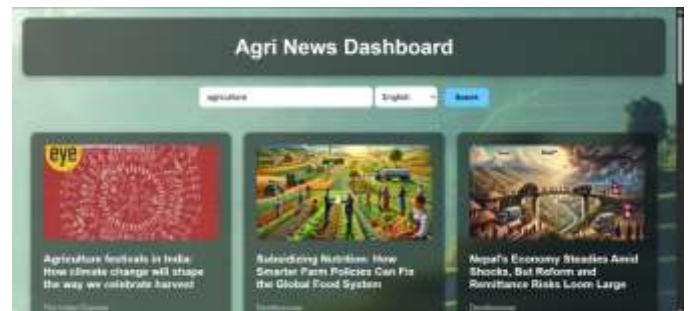 Agri News Dashboard
agriculture
English
Search
eye
Agriculture festivals in India:
How climate change will shape
the way we celebrate harvest
Subsidizing Nutrition: How
Smarter Farm Policies Can Fix
the Global Food System
Nepal's Economy Steadies Amid
Shocks, But Reform and
Remittance Risks Loom Large